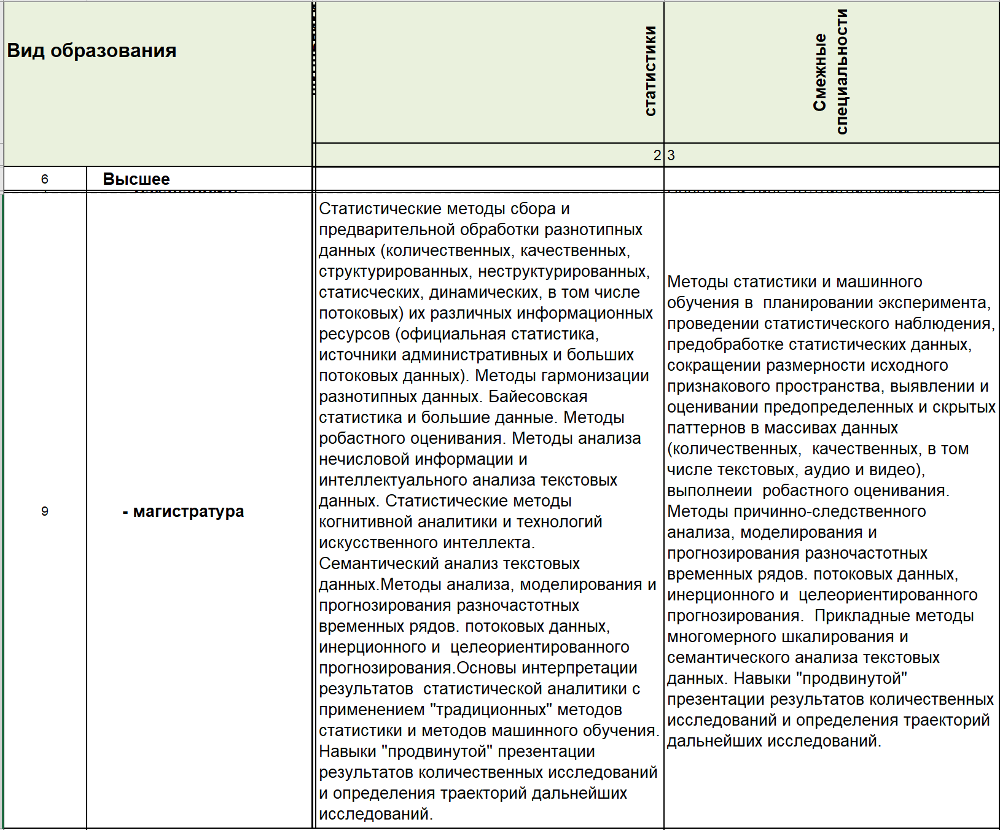 Вид образования
статистики
Смежные
специальности
2
3
6
Высшее
9
- магистратура
Статистические методы сбора и
предварительной обработки разнотипных
данных (количественных, качественных,
структурированных, неструктурированных,
статисческих, динамических, в том числе
потоковых) их различных информационных
ресурсов (официальная статистика,
источники административных и больших
потоковых данных). Методы гармонизации
разнотипных данных. Байесовская
статистика и большие данные. Методы
робастного оценивания. Методы анализа
нечисловой информации и
интеллектуального анализа текстовых
данных. Статистические методы
когнитивной аналитики и технологий
искусственного интеллекта.
Семантический анализ текстовых
данных.Методы анализа, моделирования и
прогнозирования разночастотных
временных рядов. потоковых данных,
инерционного и  целеориентированного
прогнозирования.Основы интерпретации
результатов  статистической аналитики с
применением "традиционных" методов
статистики и методов машинного обучения.
Навыки "продвинутой" презентации
результатов количественных исследований
и определения траекторий дальнейших
исследований.
Методы статистики и машинного
обучения в  планировании эксперимента,
проведении статистического наблюдения,
предобработке статистических данных,
сокращении размерности исходного
признакового пространства, выявлении и
оценивании предопределенных и скрытых
паттернов в массивах данных
(количественных,  качественных, в том
числе текстовых, аудио и видео),
выполнеии  робастного оценивания.
Методы причинно-следственного
анализа, моделирования и
прогнозирования разночастотных
временных рядов. потоковых данных,
инерционного и  целеориентированного
прогнозирования.  Прикладные методы
многомерного шкалирования и
семантического анализа текстовых
данных. Навыки "продвинутой"
презентации результатов количественных
исследований и определения траекторий
дальнейших исследований.